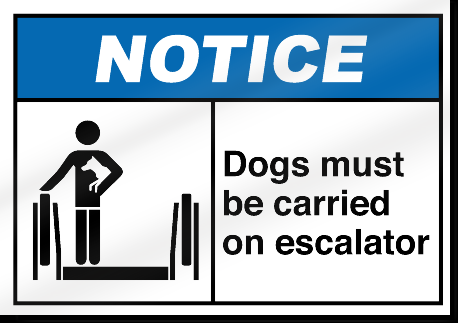 NOTICE
Dogs must
be carried
on escalator